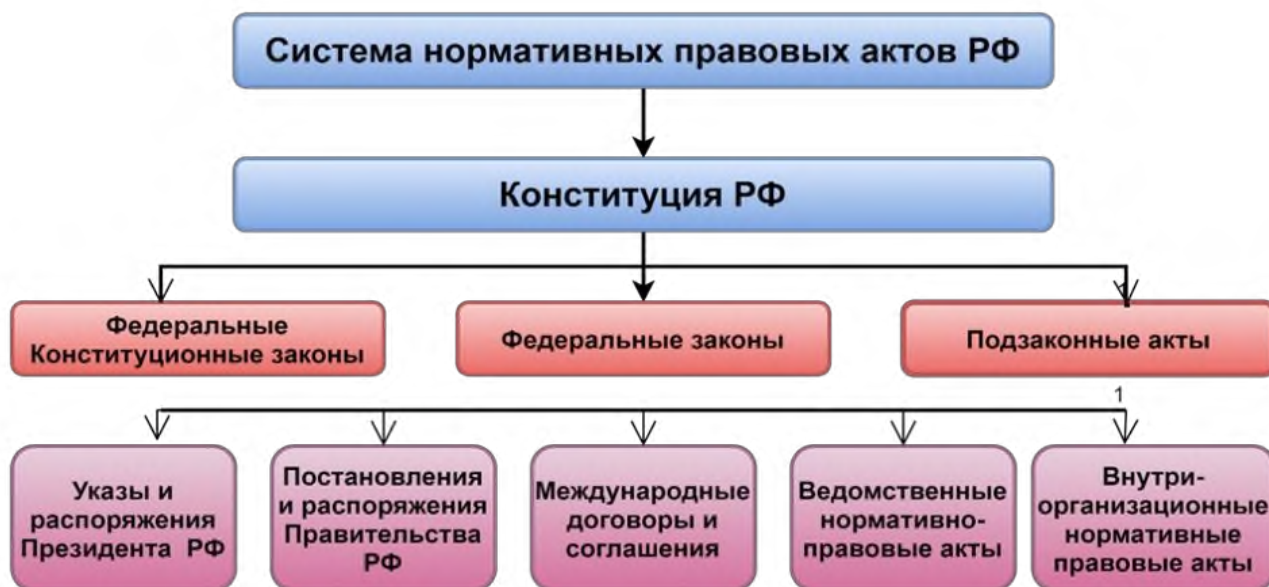 Система нормативных правовых актов РФ
Конституция РФ
Федеральные
Конституционные законы
Федеральные законы
Подзаконные акты
1
Указы и
распоряжения
Президента РФ
Постановления
и распоряжения
Правительства
РФ
Международные
договоры и
соглашения
Ведомственные
нормативно-
правовые акты
Внутри-
организационные
нормативные
правовые акты